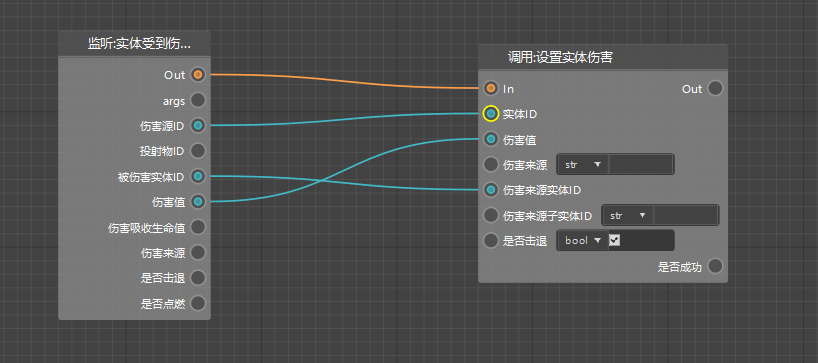 监听:实体受到伤...
Out
args
伤害源ID
投射物ID
被伤害实体ID
伤害值
伤害吸收生命值
伤害来源
是否击退
是否点燃
调用:设置实体伤害
In
Out
实体ID
伤害值
伤害来源 str
伤害来源实体ID
伤害来源子实体ID str
是否击退 bool
是否成功